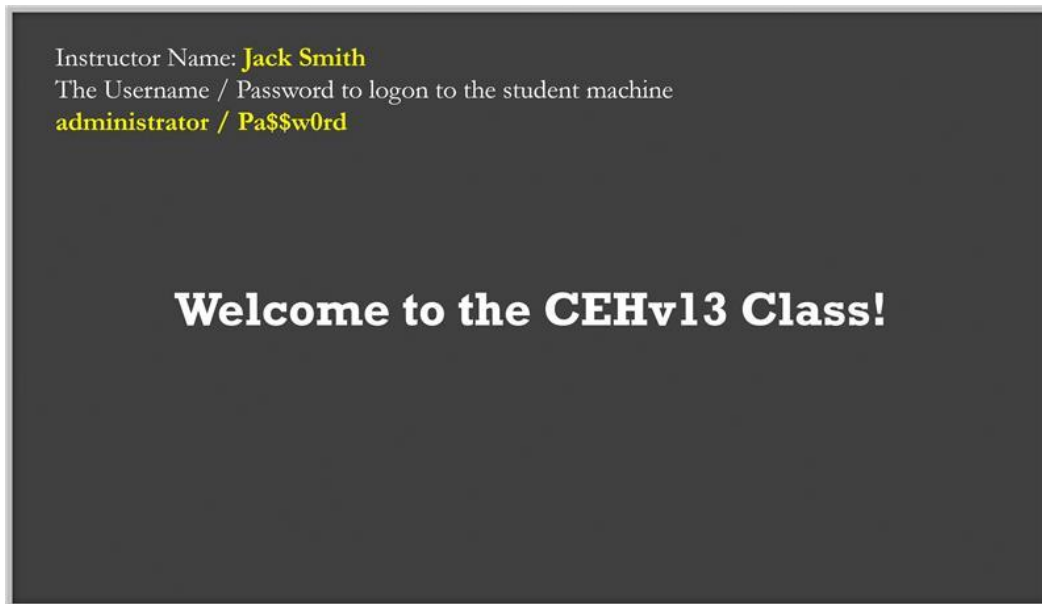 Instructor Name: Jack Smith
The Username / Password to logon to the student machine
administrator / Pa$$w0rd
Welcome to the CEHv13 Class!